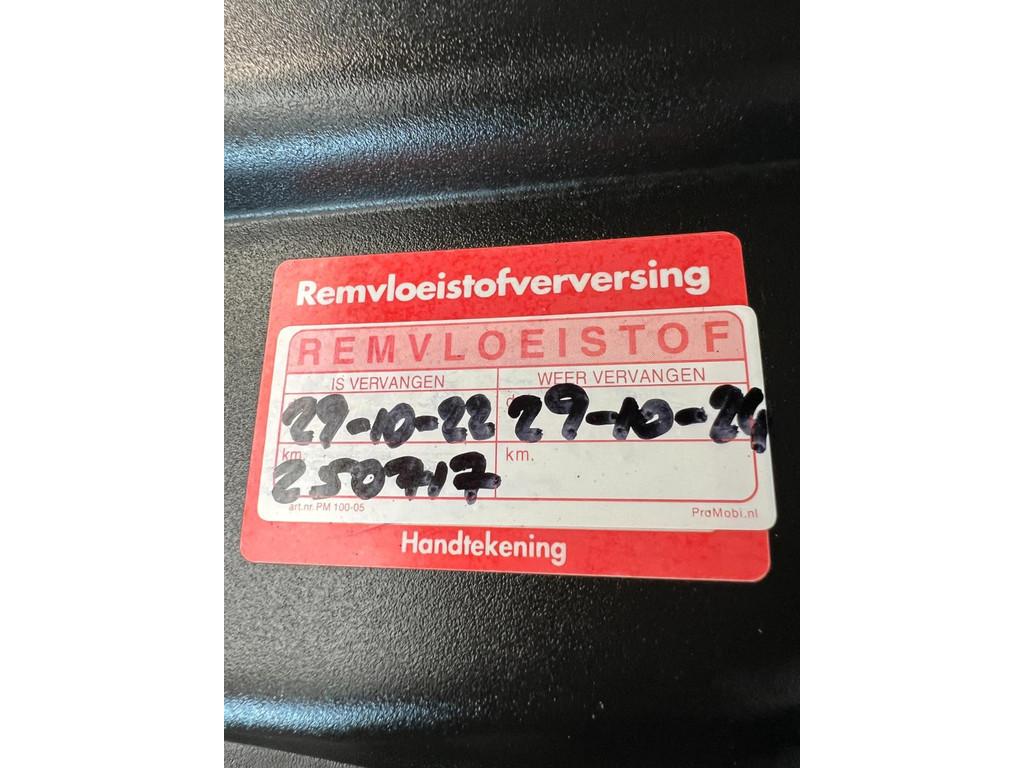 Remvloeistofverversing
REMVLOEISTOF
IS VERVANGEN WEER VERVANGEN
29-10-22 29-10-24
km. km.
250717
art.nr. PM 100-05 ProMobi.nl
Handtekening